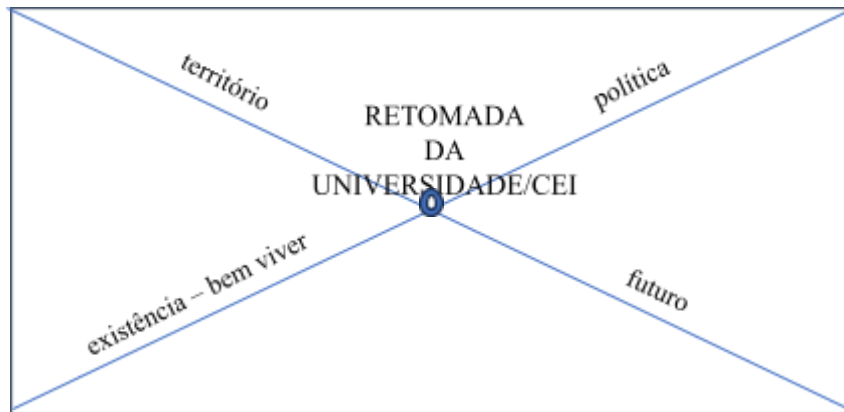 território
política
RETOMADA
DA
UNIVERSIDADE/CEI
existência – bem viver
futuro